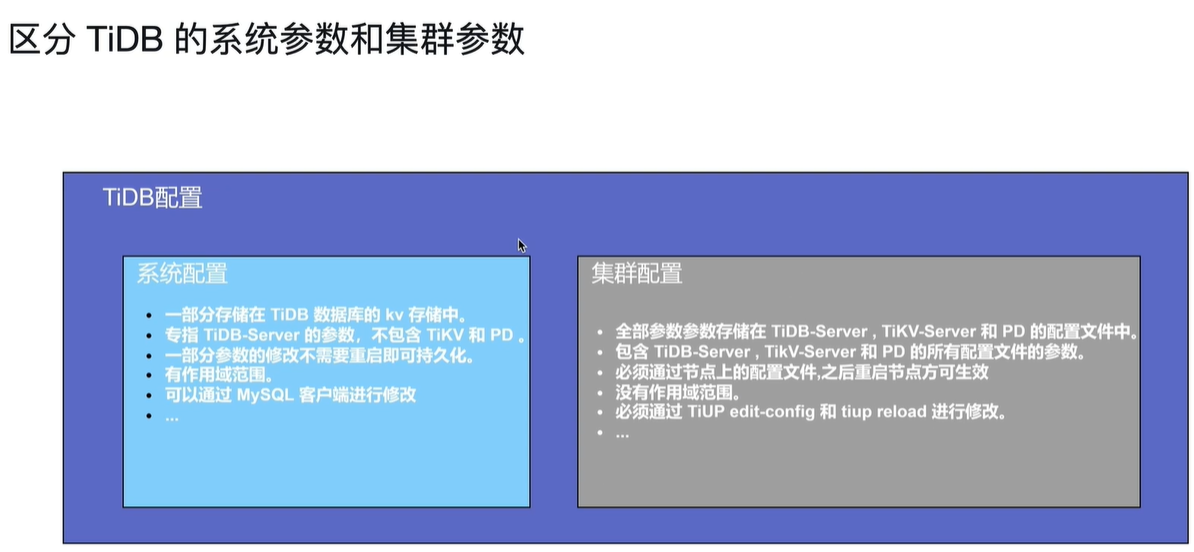 区分 TiDB 的系统参数和集群参数
TiDB配置
系统配置
• 一部分存储在 TiDB 数据库的 kv 存储中。
• 专指 TiDB-Server 的参数，不包含 TiKV 和 PD 。
• 一部分参数的修改不需要重启即可持久化。
• 有作用域范围。
• 可以通过 MySQL 客户端进行修改
• ...
集群配置
• 全部参数参数存储在 TiDB-Server , TiKV-Server 和 PD 的配置文件中。
• 包含 TiDB-Server , TikV-Server 和 PD 的所有配置文件的参数。
• 必须通过节点上的配置文件,之后重启节点方可生效
• 没有作用域范围。
• 必须通过 TiUP edit-config 和 tiup reload 进行修改。
• ...